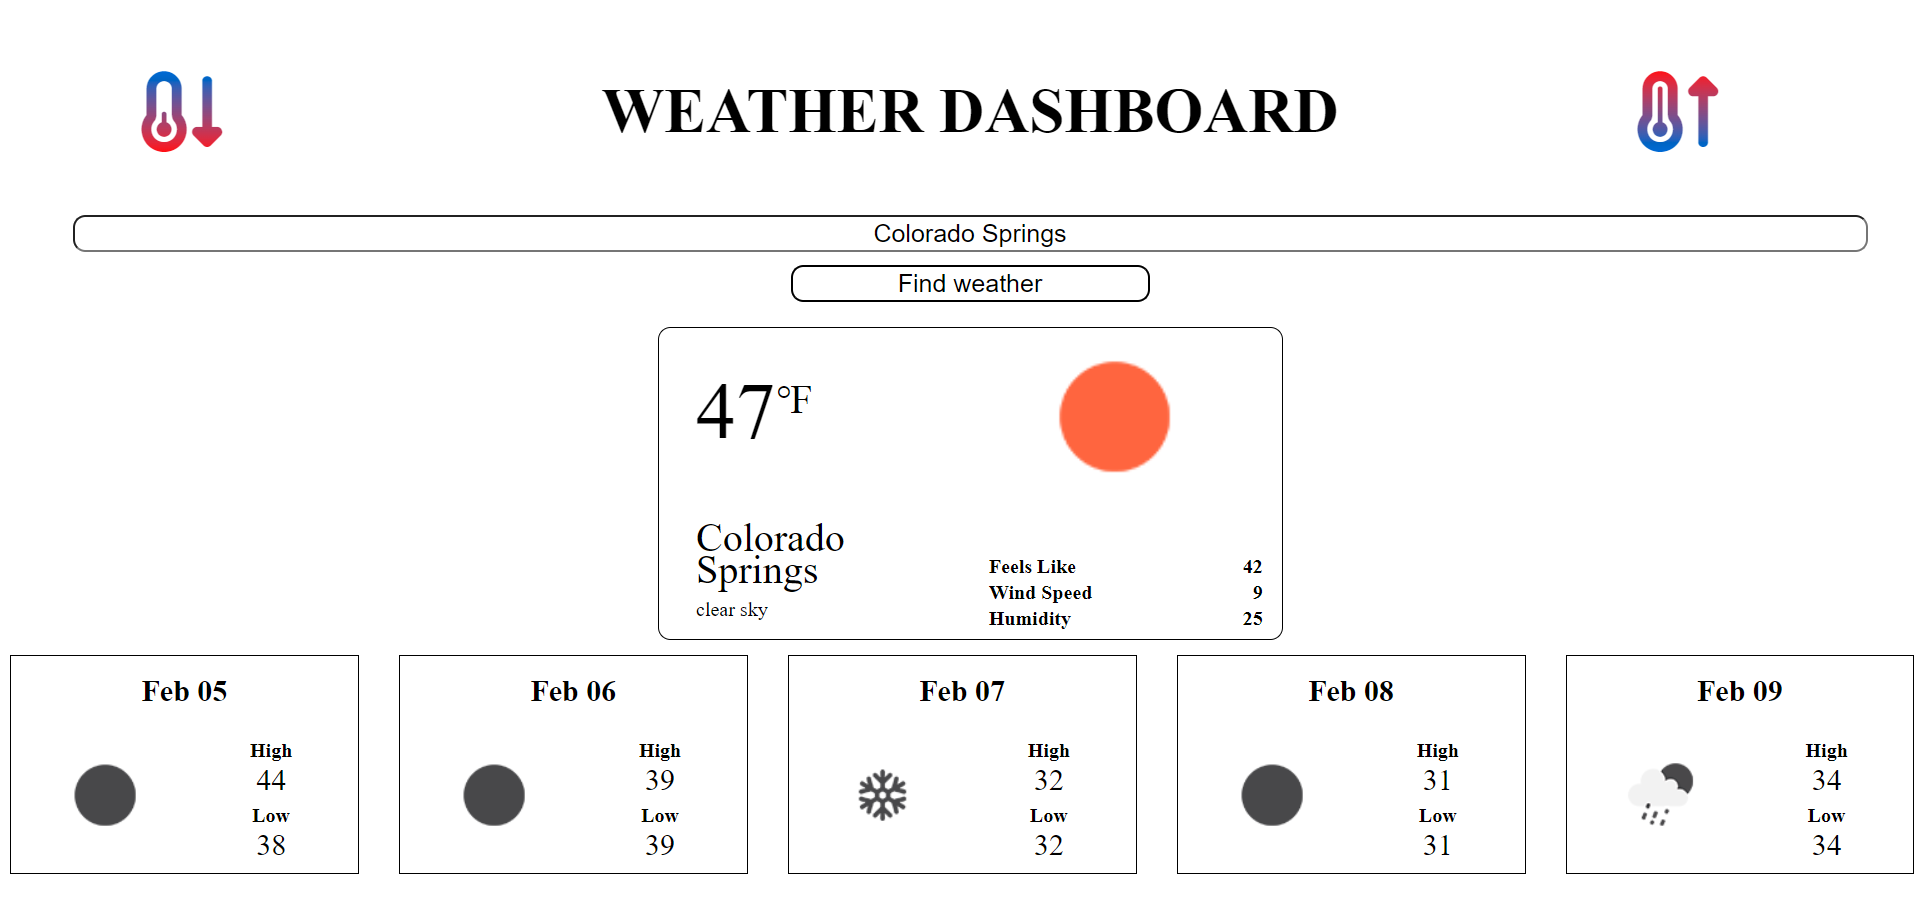 WEATHER DASHBOARD
Colorado Springs
Find weather
47°F
Colorado
Springs
clear sky
Feels Like 42
Wind Speed 9
Humidity 25
Feb 05
High
44
Low
38
Feb 06
High
39
Low
39
Feb 07
High
32
Low
32
Feb 08
High
31
Low
31
Feb 09
High
34
Low
34